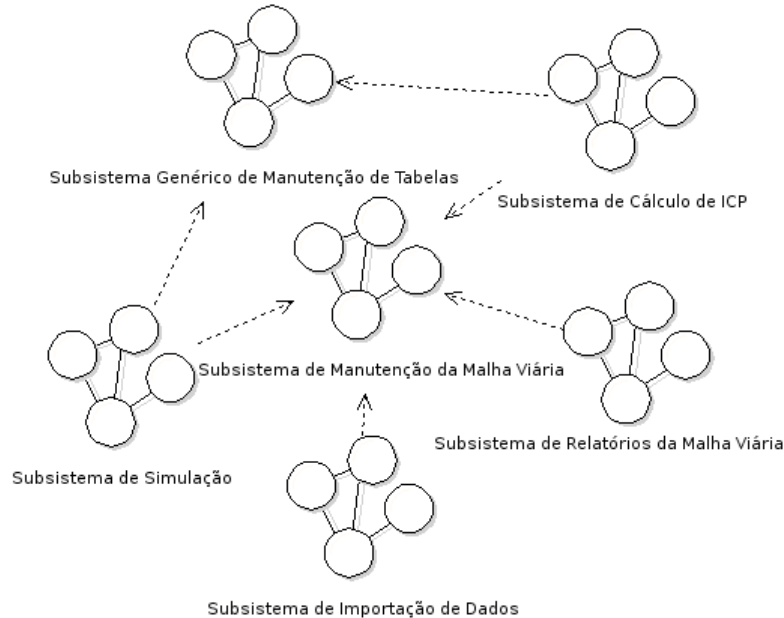 Subsistema Genérico de Manutenção de Tabelas
Subsistema de Cálculo de ICP
Subsistema de Manutenção da Malha Viária
Subsistema de Relatórios da Malha Viária
Subsistema de Simulação
Subsistema de Importação de Dados